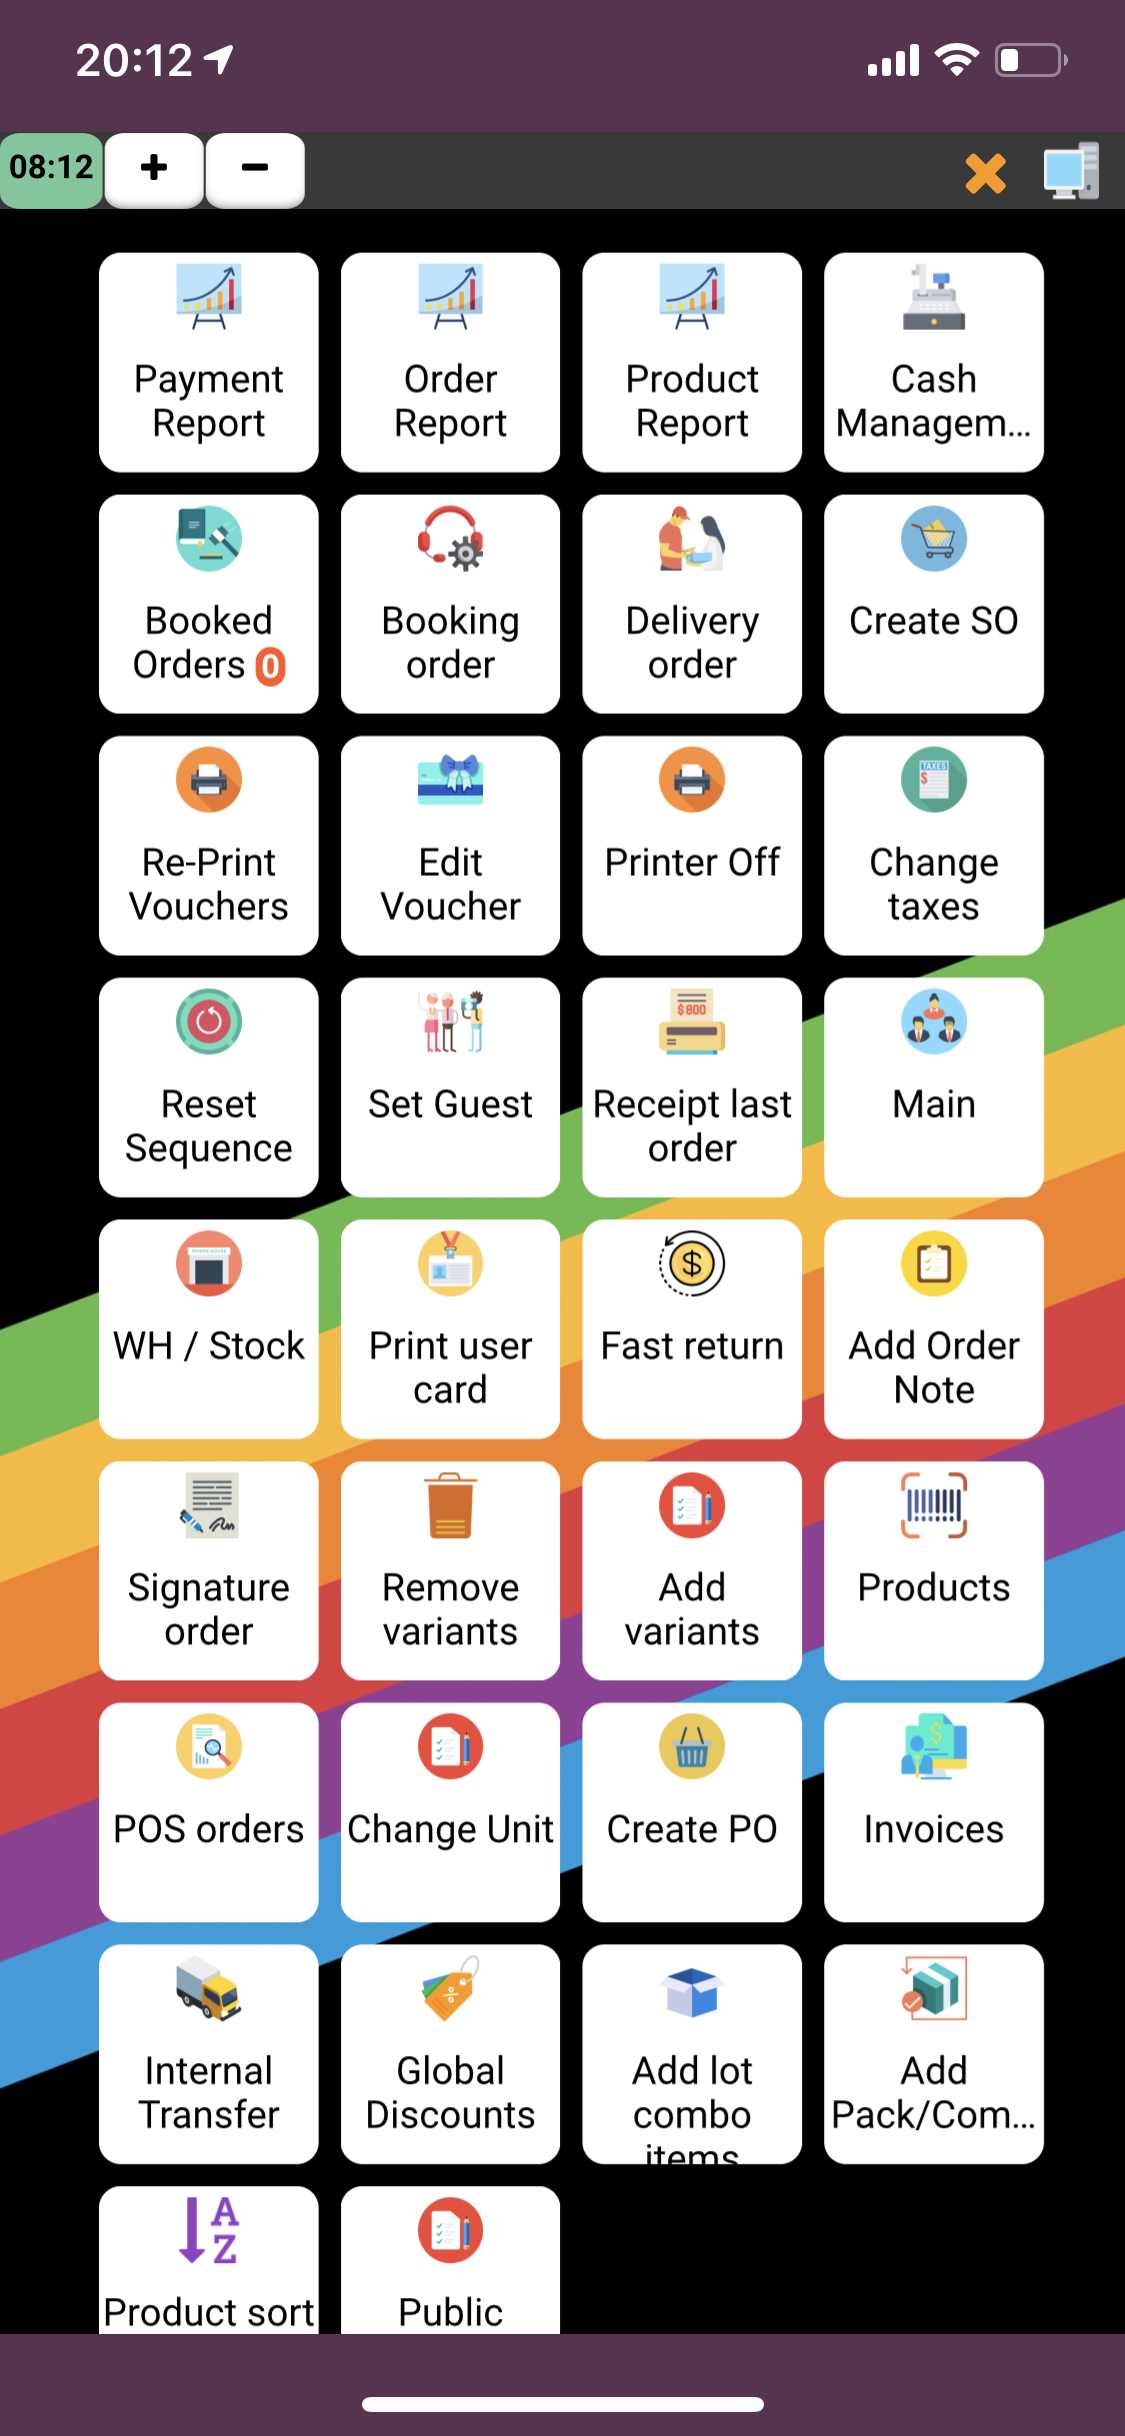 20:12
08:12 + −
Payment Report
Order Report
Product Report
Cash Managem...
Booked Orders 0
Booking order
Delivery order
Create SO
Re-Print Vouchers
Edit Voucher
Printer Off
TAXES
$
Change taxes
Reset Sequence
Set Guest
$800
Receipt last order
Main
WH / Stock
Print user card
$
Fast return
Add Order Note
Signature order
Remove variants
Add variants
Products
POS orders
Change Unit
Create PO
$
Invoices
Internal Transfer
%
Global Discounts
Add lot combo items
Add Pack/Com...
A
Z
Product sort
Public